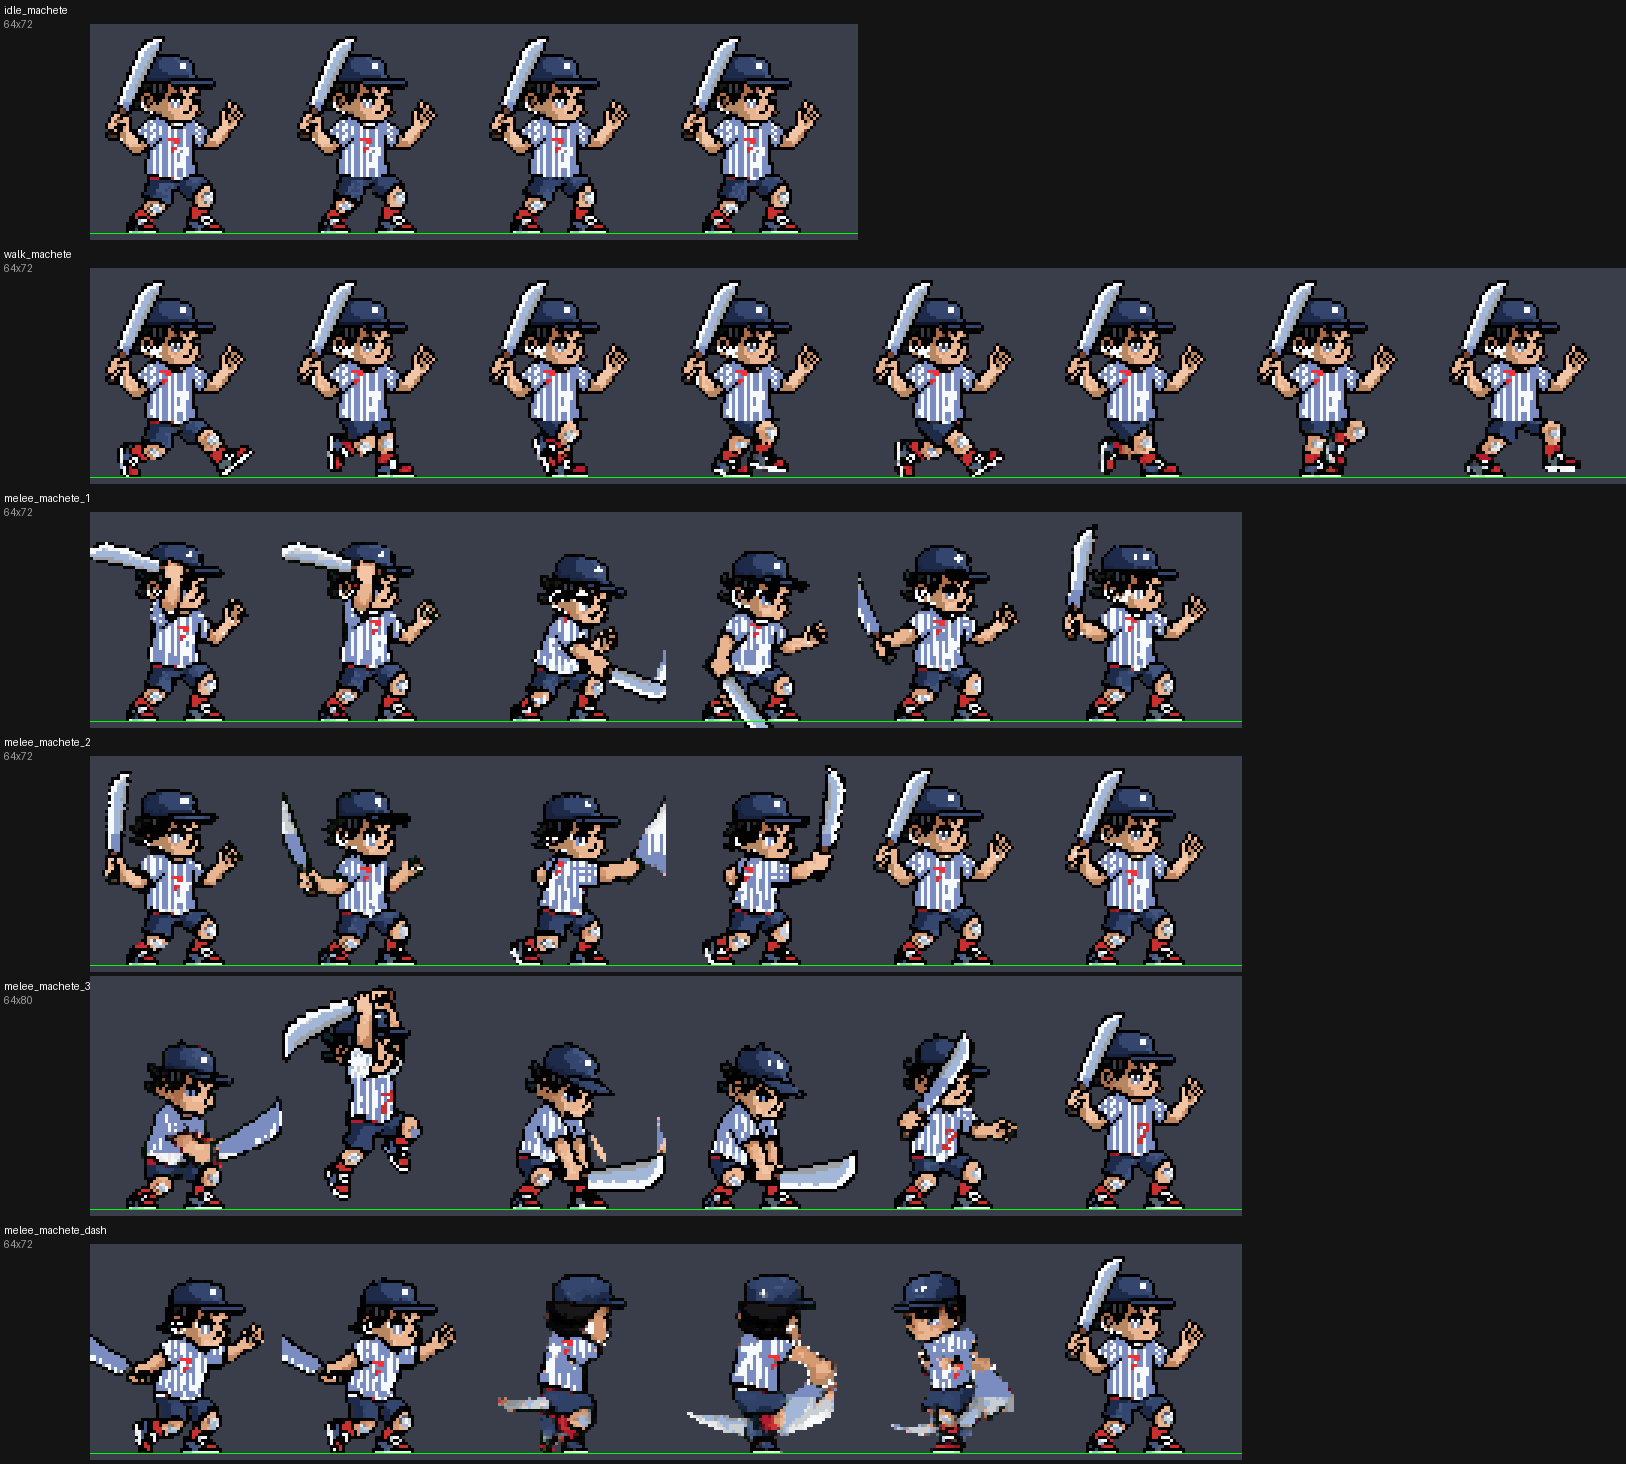 idle_machete
64x72
walk_machete
64x72
melee_machete_1
64x72
melee_machete_2
64x72
melee_machete_3
64x80
melee_machete_dash
64x72